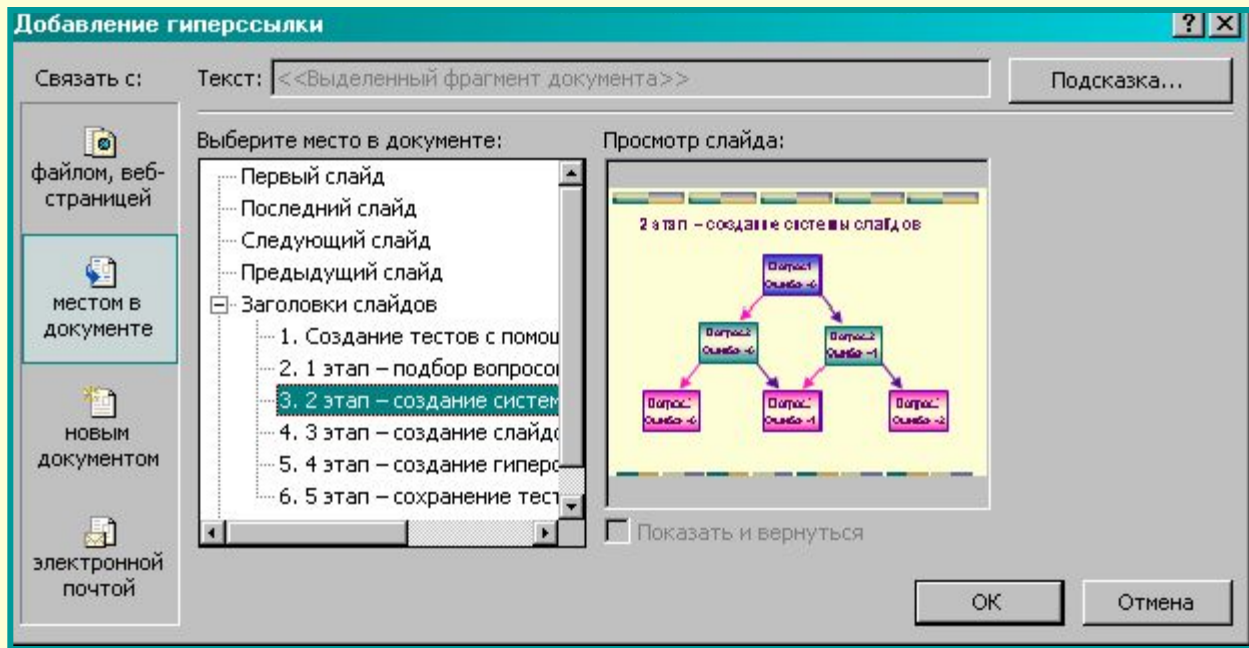 Добавление гиперссылки
Связать с:
Текст: <<Выделенный фрагмент документа>>
Подсказка...
файлом, веб-
страницей
местом в
документе
новым
документом
электронной
почтой
Выберите место в документе:
Первый слайд
Последний слайд
Следующий слайд
Предыдущий слайд
Заголовки слайдов
1. Создание тестов с помощ
2. 1 этап – подбор вопросов
3. 2 этап – создание систем
4. 3 этап – создание слайдо
5. 4 этап – создание гиперс
6. 5 этап – сохранение тест
Просмотр слайда:
2 этап – создание системы слайдов
Показать и вернуться
ОК
Отмена